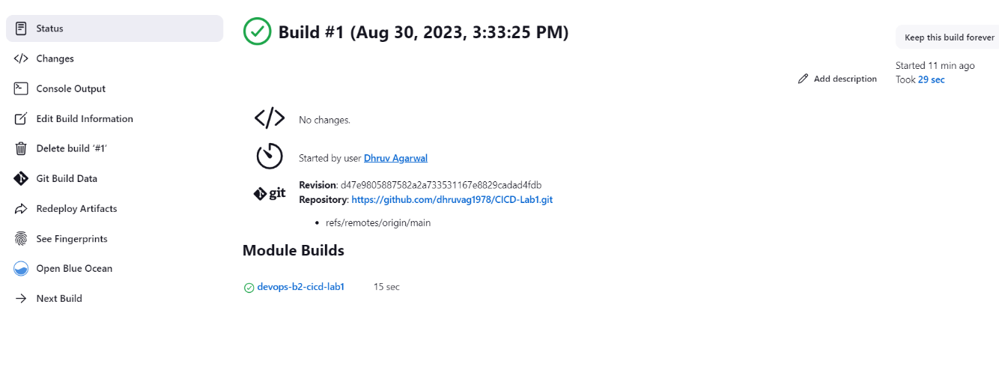 Status
Changes
Console Output
Edit Build Information
Delete build ‘#1’
Git Build Data
Redeploy Artifacts
See Fingerprints
Open Blue Ocean
Next Build
Build #1 (Aug 30, 2023, 3:33:25 PM)
Keep this build forever
Started 11 min ago
Took 29 sec
Add description
No changes.
Started by user Dhruv Agarwal
git
Revision: d47e9805887582a2a733531167e8829cadad4fdb
Repository: https://github.com/dhruvag1978/CICD-Lab1.git
• refs/remotes/origin/main
Module Builds
devops-b2-cicd-lab1 15 sec